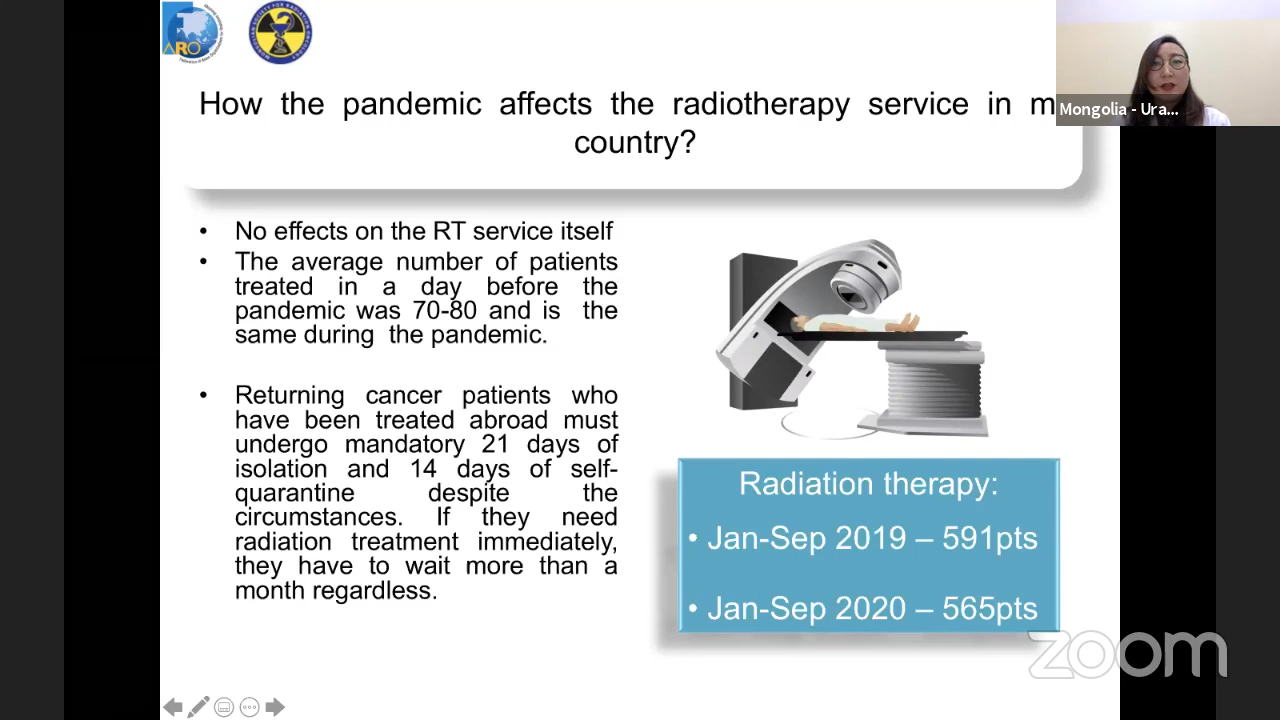 ARO
How the pandemic affects the radiotherapy service in m
country?
Mongolia - Ura...
• No effects on the RT service itself
• The average number of patients
treated in a day before the
pandemic was 70-80 and is the
same during the pandemic.
• Returning cancer patients who
have been treated abroad must
undergo mandatory 21 days of
isolation and 14 days of self-
quarantine despite the
circumstances. If they need
radiation treatment immediately,
they have to wait more than a
month regardless.
Radiation therapy:
• Jan-Sep 2019 – 591pts
• Jan-Sep 2020 – 565pts
zoom